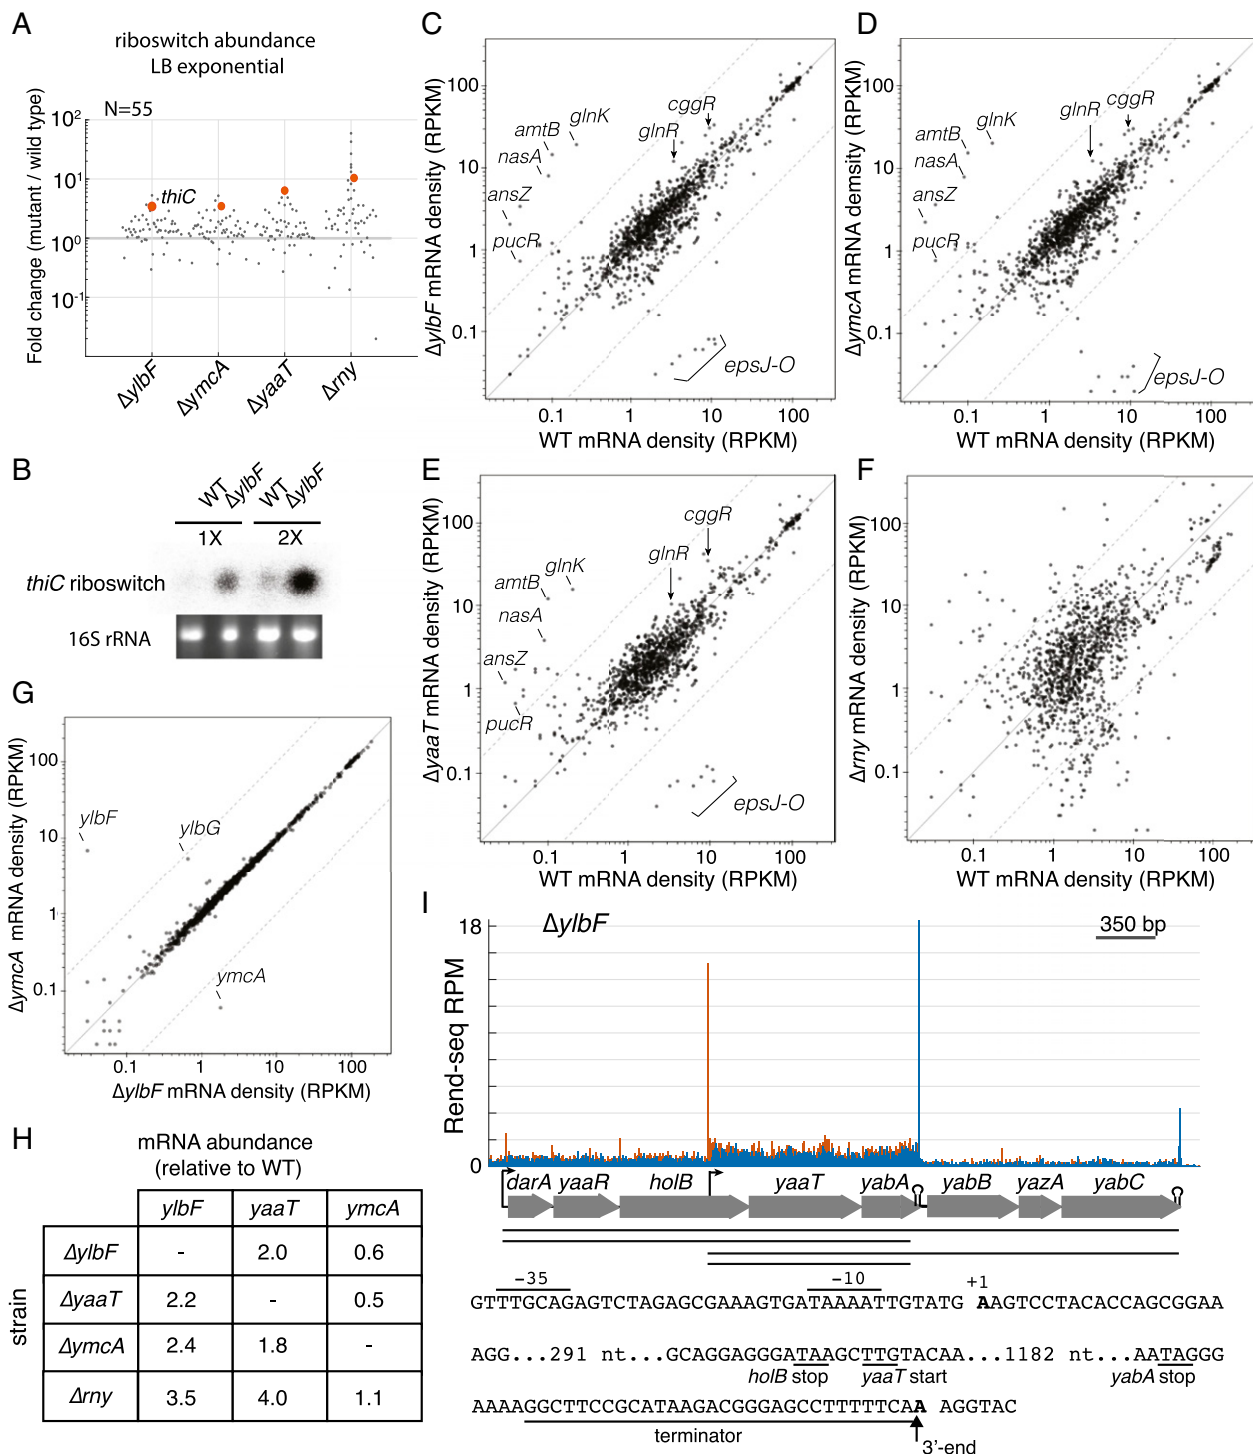 A
riboswitch abundance
LB exponential
N=55
Fold change (mutant / wild type)
10²
10¹
10⁰
10⁻¹
thiC
ΔylbF
ΔymcA
ΔyaaT
Δrny
B
WT
ΔylbF
WT
ΔylbF
1X
2X
thiC riboswitch
16S rRNA
C
ΔylbF mRNA density (RPKM)
100
10
1
0.1
amtB
glnK
nasA
ansZ
pucR
glnR
cggR
epsJ-O
0.1
1
10
100
WT mRNA density (RPKM)
D
ΔymcA mRNA demsity (RPKM)
100
10
1
0.1
amtB
glnK
nasA
ansZ
pucR
glnR
cggR
epsJ-O
0.1
1
10
100
WT mRNA density (RPKM)
E
ΔyaaT mRNA density (RPKM)
100
10
1
0.1
amtB
glnK
nasA
ansZ
pucR
glnR
cggR
epsJ-O
0.1
1
10
100
WT mRNA density (RPKM)
F
Δrny mRNA density (RPKM)
100
10
1
0.1
0.1
1
10
100
WT mRNA density (RPKM)
G
ΔymcA mRNA density (RPKM)
100
10
1
0.1
ylbF
ylbG
ymcA
0.1
1
10
100
ΔylbF mRNA density (RPKM)
H
mRNA abundance
(relative to WT)
ylbF yaaT ymcA
strain
ΔylbF - 2.0 0.6
ΔyaaT 2.2 - 0.5
ΔymcA 2.4 1.8 -
Δrny 3.5 4.0 1.1
I
ΔylbF
350 bp
Rend-seq RPM
18
0
darA yaaR holB yaaT yabA yabB yazA yabC
-35 -10 +1
GTTTGCAGAGTCTAGAGCGAAAGTGATAAAATTGTATG AAGTCCTACACCAGCGGAA
AGG...291 nt...GCAGGAGGGATAAGCTTGTACAA...1182 nt...AATAGGG
holB stop yaaT start yabA stop
AAAAGGCTTCCGCATAAGACGGGAGCCTTTTTCAA AGGTAC
terminator
3'-end